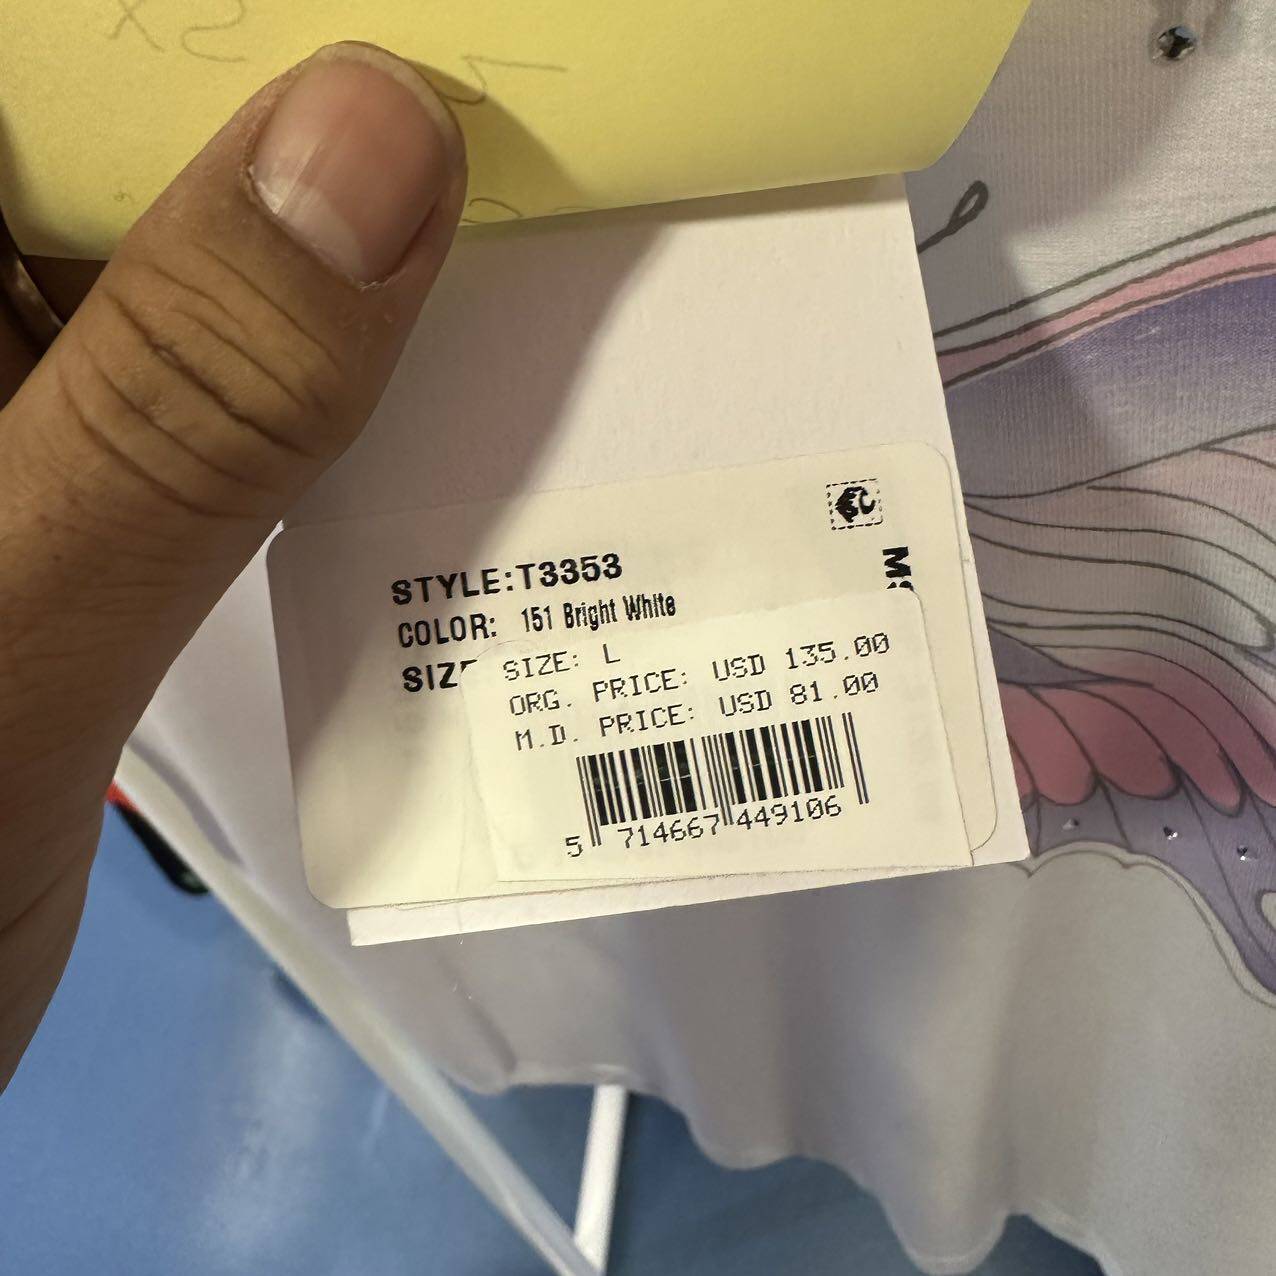 STYLE:T3353
COLOR: 151 Bright White
SIZE: L
ORG. PRICE: USD 135.00
M.D. PRICE: USD 81.00
5 714667 449106